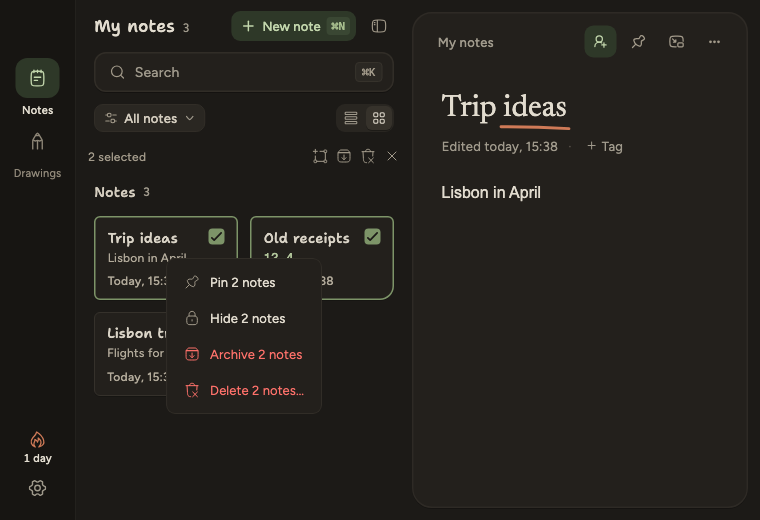 My notes 3
New note ⌘N
Search ⌘K
All notes
2 selected
Notes 3
Trip ideas
Lisbon in April
Today, 15:3
Old receipts
38
Pin 2 notes
Hide 2 notes
Archive 2 notes
Delete 2 notes...
Lisbon t
Flights for
Today, 15:3
Notes
Drawings
1 day
My notes
Trip ideas
Edited today, 15:38 · + Tag
Lisbon in April